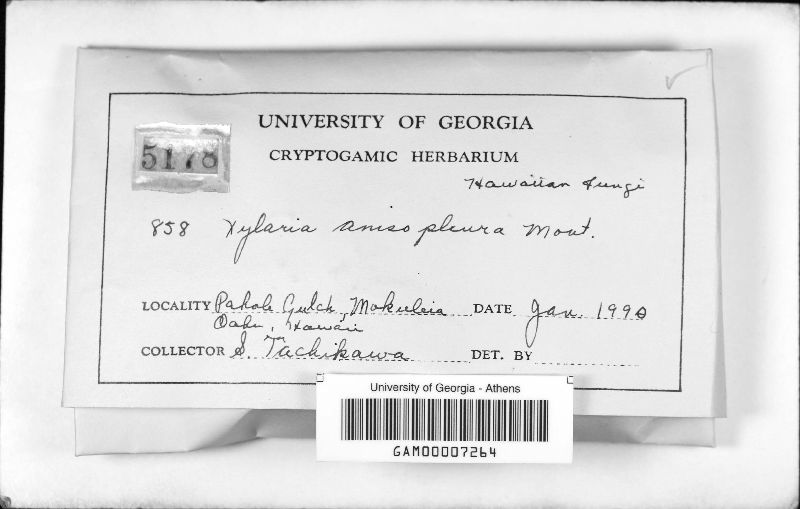 UNIVERSITY OF GEORGIA
CRYPTOGAMIC HERBARIUM
5178
Hawaiian Fungi
858 Xylaria anisopleura Mont.
LOCALITY Pahole Gulch, Mokuleia DATE Jan. 1990
Oahu, Hawaii
COLLECTOR S. Tachikawa DET. BY
University of Georgia - Athens
GAM00007264